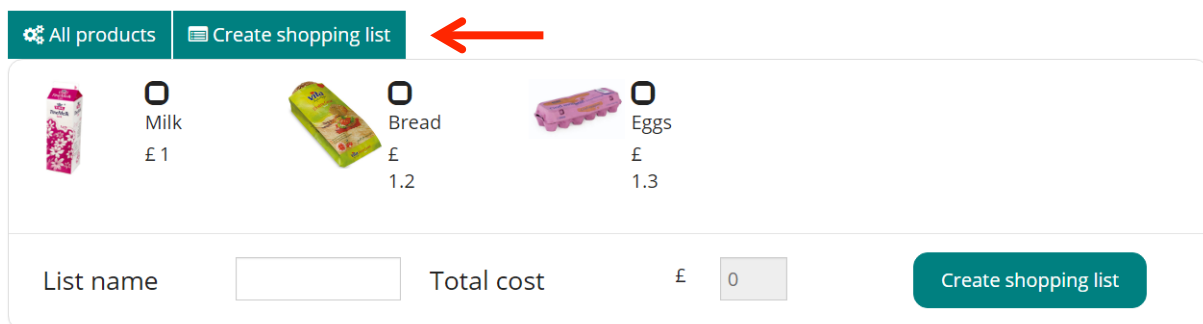 All products Create shopping list
Milk Bread Eggs
£ 1 £ £
1.2 1.3
List name Total cost £ 0 Create shopping list